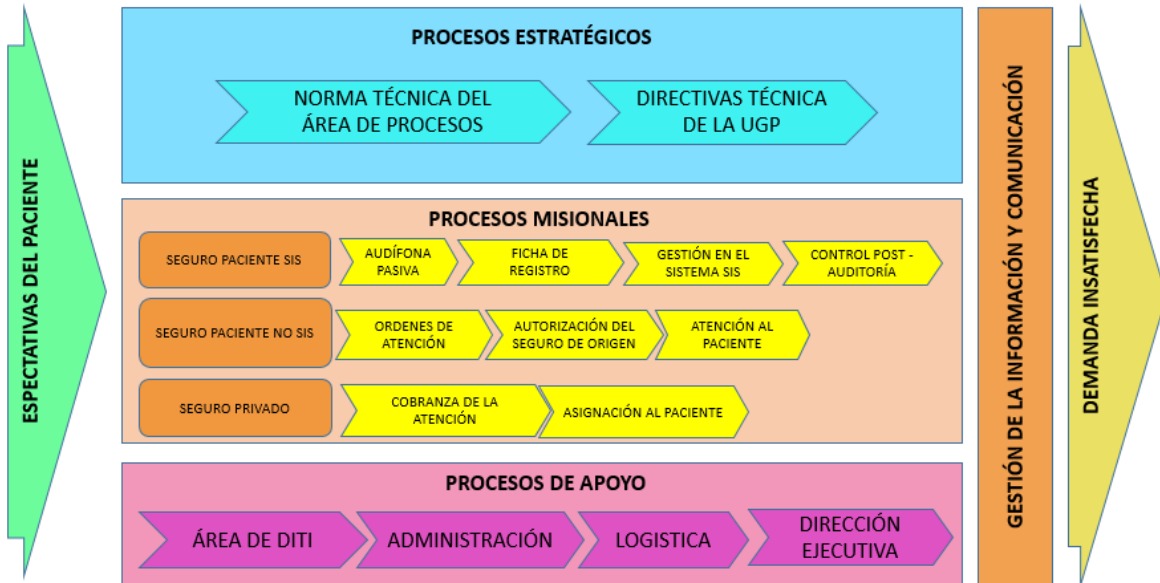 ESPECTATIVAS DEL PACIENTE
PROCESOS ESTRATÉGICOS
NORMA TÉCNICA DEL
ÁREA DE PROCESOS
DIRECTIVAS TÉCNICA
DE LA UGP
PROCESOS MISIONALES
SEGURO PACIENTE SIS
AUDÍFONA
PASIVA
FICHA DE
REGISTRO
GESTIÓN EN EL
SISTEMA SIS
CONTROL POST -
AUDITORÍA
SEGURO PACIENTE NO SIS
ORDENES DE
ATENCIÓN
AUTORIZACIÓN DEL
SEGURO DE ORIGEN
ATENCIÓN AL
PACIENTE
SEGURO PRIVADO
COBRANZA DE LA
ATENCIÓN
ASIGNACIÓN AL PACIENTE
PROCESOS DE APOYO
ÁREA DE DITI
ADMINISTRACIÓN
LOGISTICA
DIRECCIÓN
EJECUTIVA
GESTIÓN DE LA INFORMACIÓN Y COMUNICACIÓN
DEMANDA INSATISFECHA